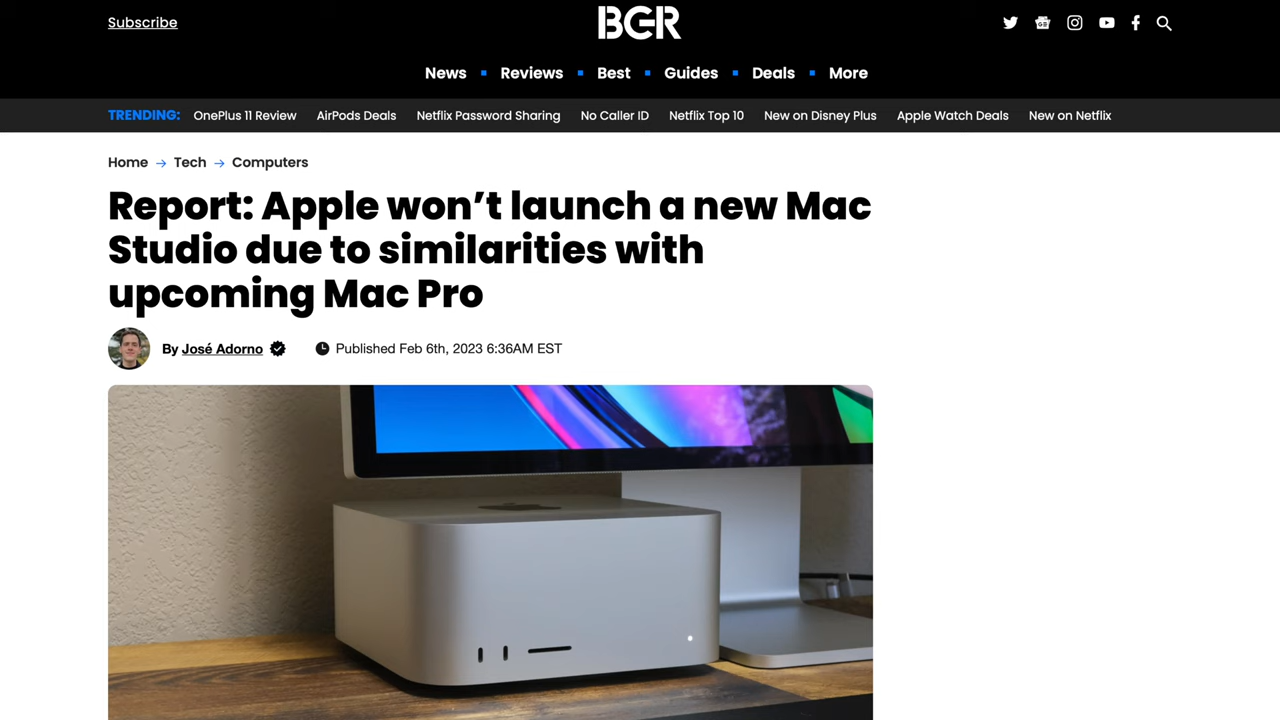 Subscribe
BGR
News Reviews Best Guides Deals More
TRENDING: OnePlus 11 Review AirPods Deals Netflix Password Sharing No Caller ID Netflix Top 10 New on Disney Plus Apple Watch Deals New on Netflix
Home → Tech → Computers
Report: Apple won’t launch a new Mac
Studio due to similarities with
upcoming Mac Pro
By José Adorno Published Feb 6th, 2023 6:36AM EST